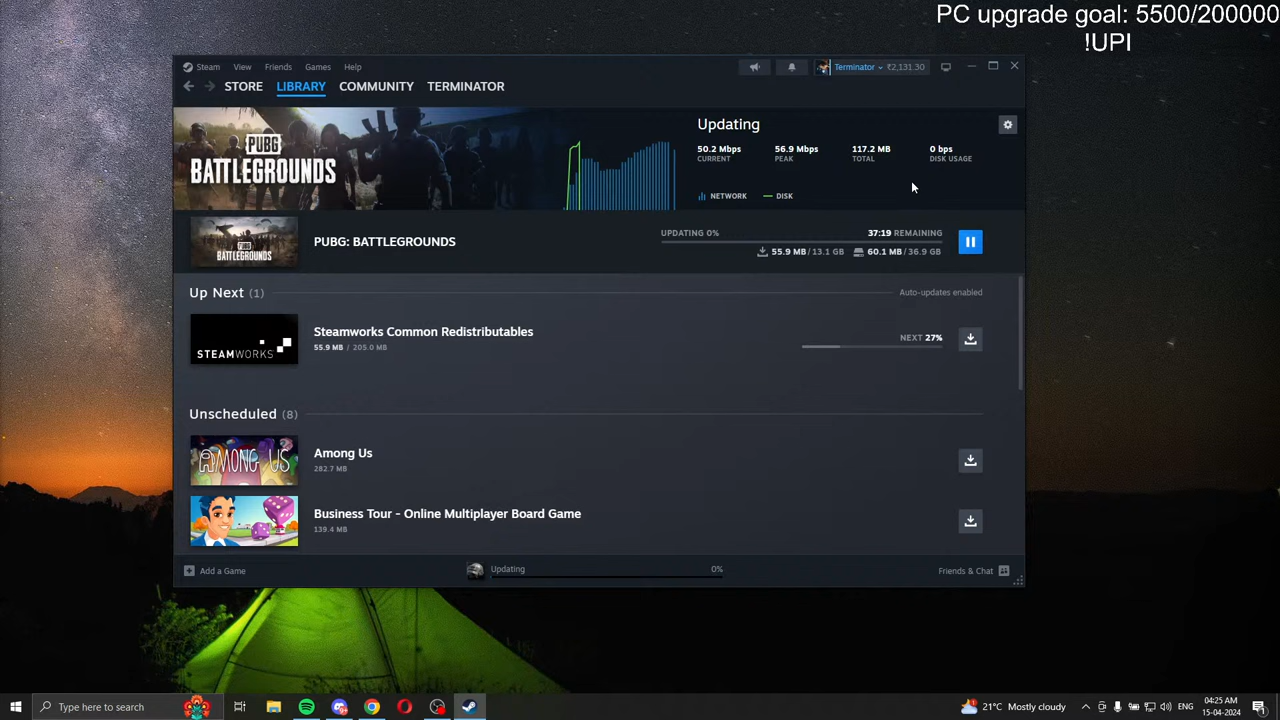 PC upgrade goal: 5500/200000
!UPI
Steam View Friends Games Help
Terminator ₹2,131.30
STORE LIBRARY COMMUNITY TERMINATOR
PUBG
BATTLEGROUNDS
Updating
50.2 Mbps 56.9 Mbps 117.2 MB 0 bps
CURRENT PEAK TOTAL DISK USAGE
NETWORK DISK
PUBG
BATTLEGROUNDS
PUBG: BATTLEGROUNDS
UPDATING 0% 37:19 REMAINING
55.9 MB / 13.1 GB 60.1 MB / 36.9 GB
Up Next (1) Auto-updates enabled
STEAMWORKS
Steamworks Common Redistributables
55.9 MB / 205.0 MB
NEXT 27%
Unscheduled (8)
AMONG US
Among Us
282.7 MB
Business Tour - Online Multiplayer Board Game
139.4 MB
Add a Game Updating 0% Friends & Chat
Type here to search
21°C Mostly cloudy ENG 04:25 AM
15-04-2024
1